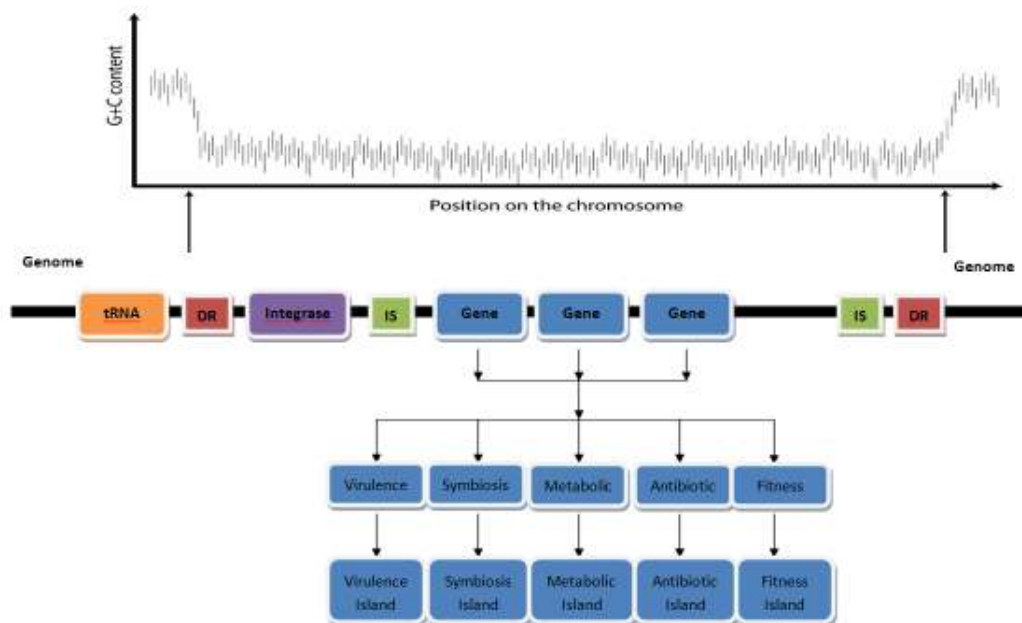 G+C content
Position on the chromosome
Genome
Genome
tRNA
DR
Integrase
IS
Gene
Gene
Gene
IS
DR
Virulence
Symbiosis
Metabolic
Antibiotic
Fitness
Virulence
Island
Symbiosis
Island
Metabolic
Island
Antibiotic
Island
Fitness
Island